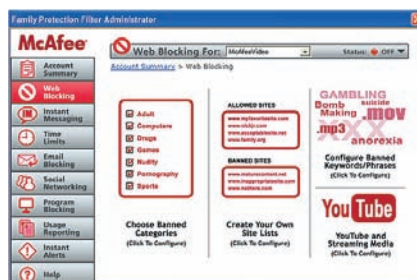 Family Protection Filter Administrator
McAfee
Web Blocking For: McAfeeVideo Status: OFF
Account Summary > Web Blocking
Account
Summary
Web
Blocking
Instant
Messaging
Time
Limits
Email
Blocking
Social
Networking
Program
Blocking
Usage
Reporting
Instant
Alerts
Help
Adult
Computers
Drugs
Games
Nudity
Pornography
Sports
Choose Banned
Categories
(Click To Configure)
ALLOWED SITES
www.family.org
BANNED SITES
Create Your Own
Site Lists
(Click To Configure)
GAMBLING
Bomb
Making
suicide
.mov
.mp3
XXX
anorexia
Configure Banned
Keywords/Phrases
(Click To Configure)
YouTube
YouTube and
Streaming Media
(Click To Configure)